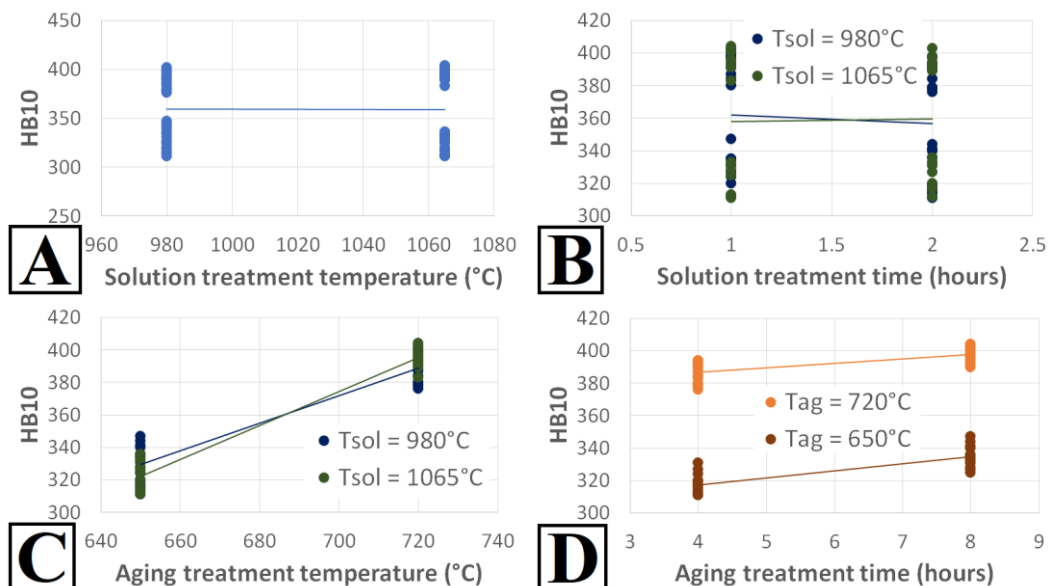 450
400
350
300
250
HB10
960
980
1000
1020
1040
1060
1080
Solution treatment temperature (°C)
A
420
400
380
360
340
320
300
HB10
Tsol = 980°C
Tsol = 1065°C
0.5
1
1.5
2
2.5
Solution treatment time (hours)
B
420
400
380
360
340
320
300
HB10
Tsol = 980°C
Tsol = 1065°C
640
660
680
700
720
740
Aging treatment temperature (°C)
C
420
400
380
360
340
320
300
HB10
Tag = 720°C
Tag = 650°C
3
4
5
6
7
8
9
Aging treatment time (hours)
D